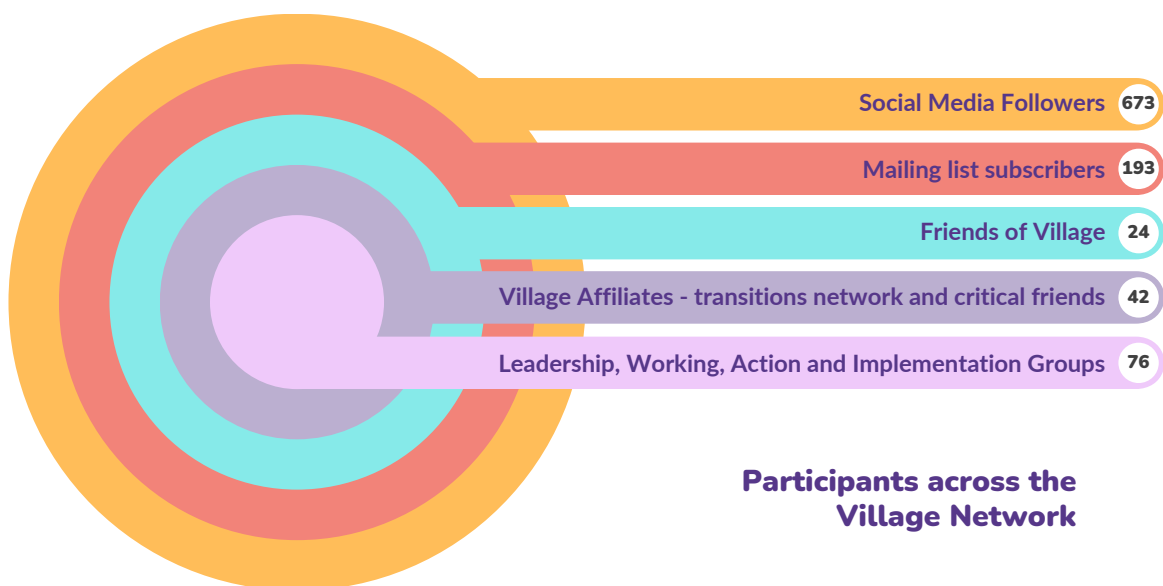 Social Media Followers 673
Mailing list subscribers 193
Friends of Village 24
Village Affiliates - transitions network and critical friends 42
Leadership, Working, Action and Implementation Groups 76
Participants across the
Village Network